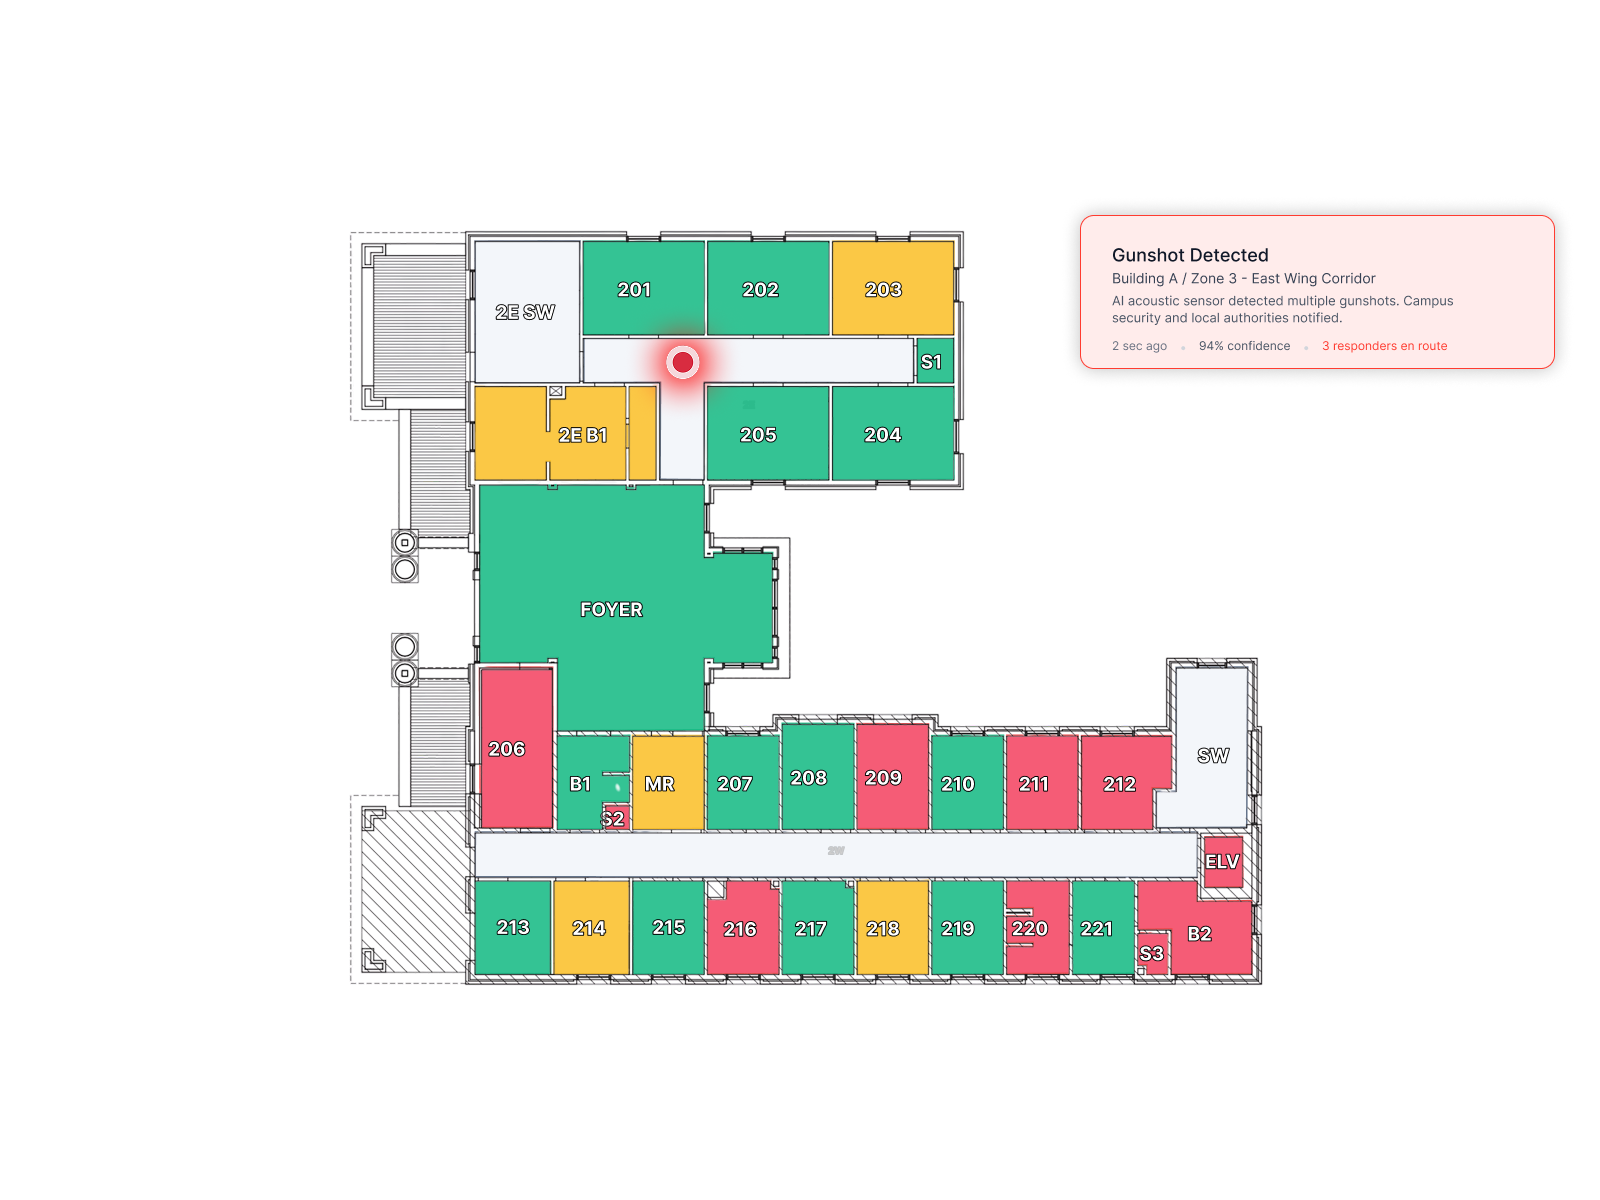 Gunshot Detected
Building A / Zone 3 - East Wing Corridor
AI acoustic sensor detected multiple gunshots. Campus
security and local authorities notified.
2 sec ago • 94% confidence • 3 responders en route
201
202
203
2E SW
S1
2E B1
205
204
FOYER
206
B1
S2
MR
207
208
209
210
211
212
SW
2W
ELV
213
214
215
216
217
218
219
220
221
S3
B2